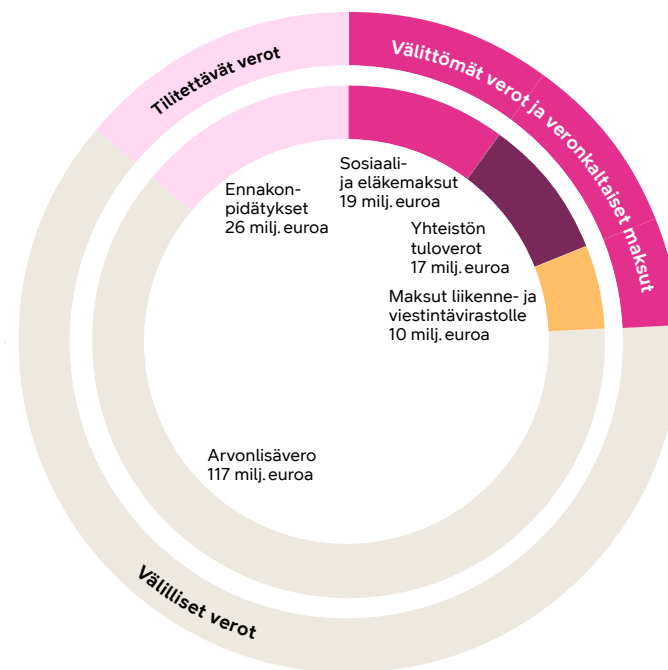 Tilitettävät verot
Välittömät verot ja veronkaltaiset maksut
Ennakon-
pidätykset
26 milj. euroa
Sosiaali-
ja eläkemaksut
19 milj. euroa
Yhteistön
tuloverot
17 milj. euroa
Maksut liikenne- ja
viestintävirastolle
10 milj. euroa
Arvonlisävero
117 milj. euroa
Välilliset verot